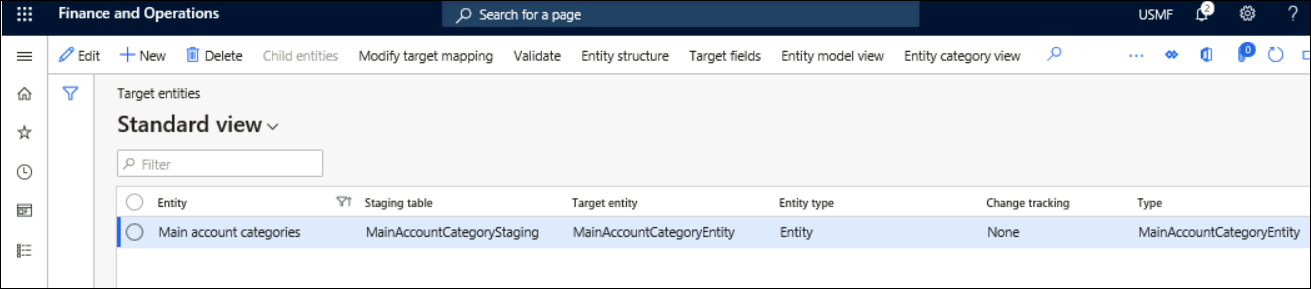 Finance and Operations
Search for a page
USMF
2
?
Edit New Delete Child entities Modify target mapping Validate Entity structure Target fields Entity model view Entity category view
0
Target entities
Standard view
Filter
Entity Staging table Target entity Entity type Change tracking Type
Main account categories MainAccountCategoryStaging MainAccountCategoryEntity Entity None MainAccountCategoryEntity